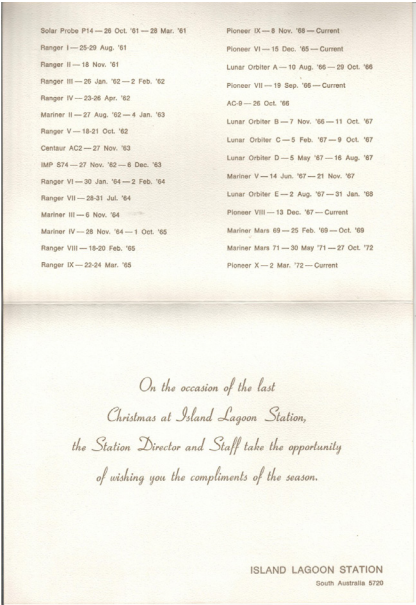 Solar Probe P14 — 26 Oct. '61 — 28 Mar. '61
Ranger I — 25-29 Aug. '61
Ranger II — 18 Nov. '61
Ranger III — 26 Jan. '62 — 2 Feb. '62
Ranger IV — 23-26 Apr. '62
Mariner II — 27 Aug. '62 — 4 Jan. '63
Ranger V — 18-21 Oct. '62
Centaur AC2 — 27 Nov. '63
IMP S74 — 27 Nov. '62 — 6 Dec. '63
Ranger VI — 30 Jan. '64 — 2 Feb. '64
Ranger VII — 28-31 Jul. '64
Mariner III — 6 Nov. '64
Mariner IV — 28 Nov. '64 — 1 Oct. '65
Ranger VIII — 18-20 Feb. '65
Ranger IX — 22-24 Mar. '65
Pioneer IX — 8 Nov. '68 — Current
Pioneer VI — 15 Dec. '65 — Current
Lunar Orbiter A — 10 Aug. '66 — 29 Oct. '66
Pioneer VII — 19 Sep. '66 — Current
AC-9 — 26 Oct. '66
Lunar Orbiter B — 7 Nov. '66 — 11 Oct. '67
Lunar Orbiter C — 5 Feb. '67 — 9 Oct. '67
Lunar Orbiter D — 5 May '67 — 16 Aug. '67
Mariner V — 14 Jun. '67 — 21 Nov. '67
Lunar Orbiter E — 2 Aug. '67 — 31 Jan. '68
Pioneer VIII — 13 Dec. '67 — Current
Mariner Mars 69 — 25 Feb. '69 — Oct. '69
Mariner Mars 71 — 30 May '71 — 27 Oct. '72
Pioneer X — 2 Mar. '72 — Current
On the occasion of the last
Christmas at Island Lagoon Station,
the Station Director and Staff take the opportunity
of wishing you the compliments of the season.
ISLAND LAGOON STATION
South Australia 5720